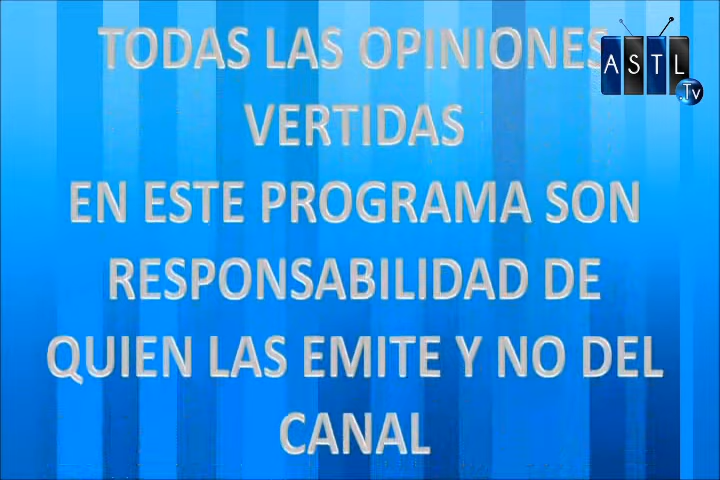 TODAS LAS OPINIONES
VERTIDAS
EN ESTE PROGRAMA SON
RESPONSABILIDAD DE
QUIEN LAS EMITE Y NO DEL
CANAL
ASTL
.Tv